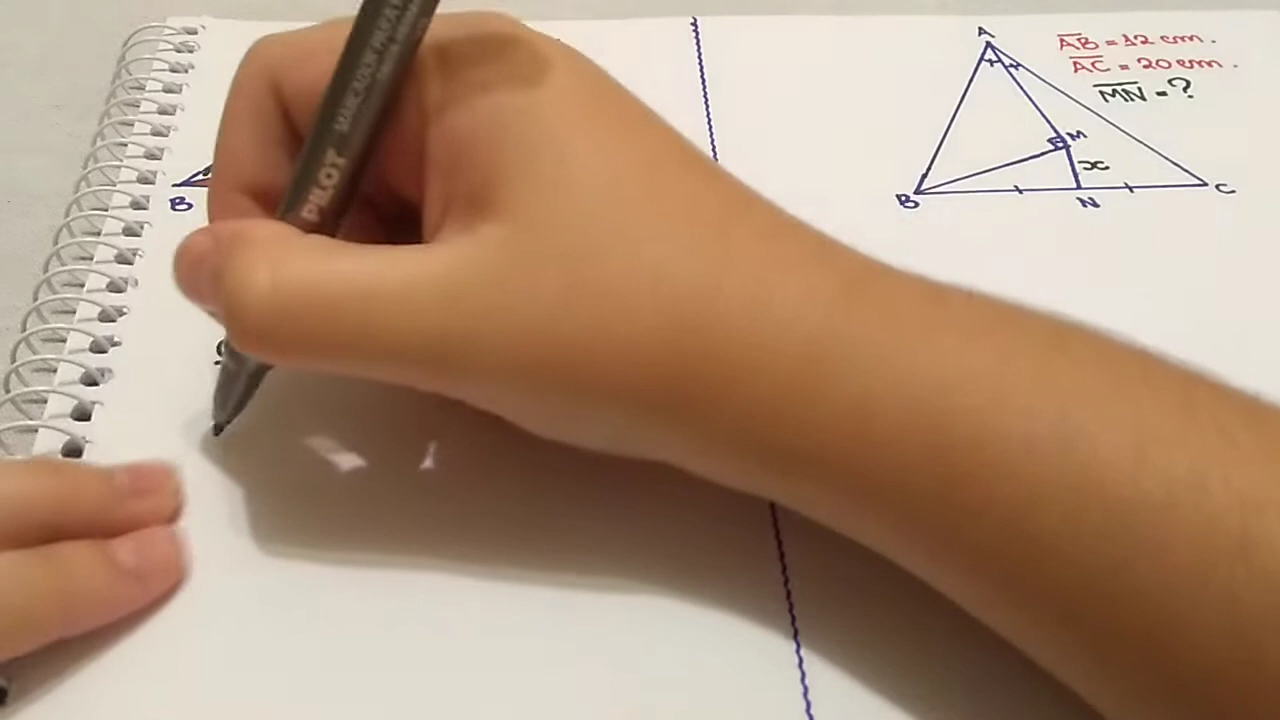 B
PILOT
A
AB = 12 cm.
AC = 20 cm.
MN = ?
M
x
B
N
C